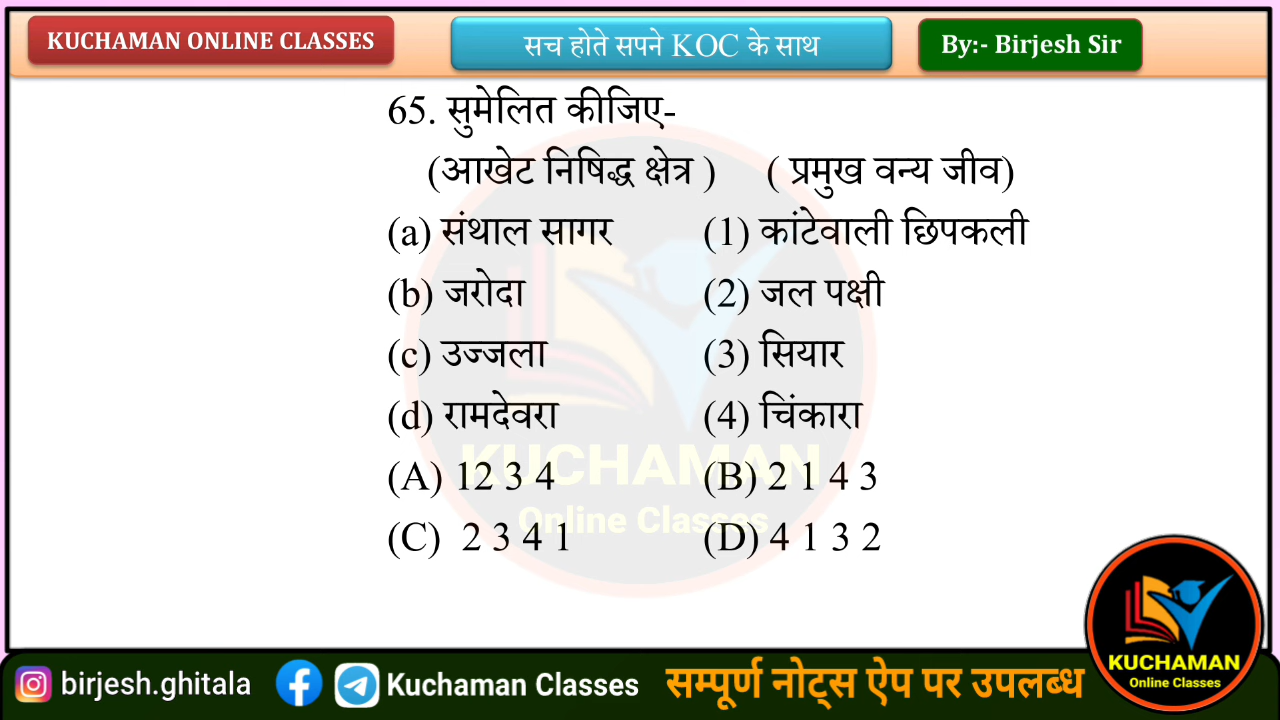 KUCHAMAN ONLINE CLASSES
सच होते सपने KOC के साथ
By:- Birjesh Sir
65. सुमेलित कीजिए-
(आखेट निषिद्ध क्षेत्र ) ( प्रमुख वन्य जीव)
(a) संथाल सागर (1) कांटेवाली छिपकली
(b) जरोदा (2) जल पक्षी
(c) उज्जला (3) सियार
(d) रामदेवरा (4) चिंकारा
(A) 12 3 4 (B) 2 1 4 3
(C) 2 3 4 1 (D) 4 1 3 2
KUCHAMAN
Online Classes
KUCHAMAN
Online Classes
birjesh.ghitala Kuchaman Classes सम्पूर्ण नोट्स ऐप पर उपलब्ध